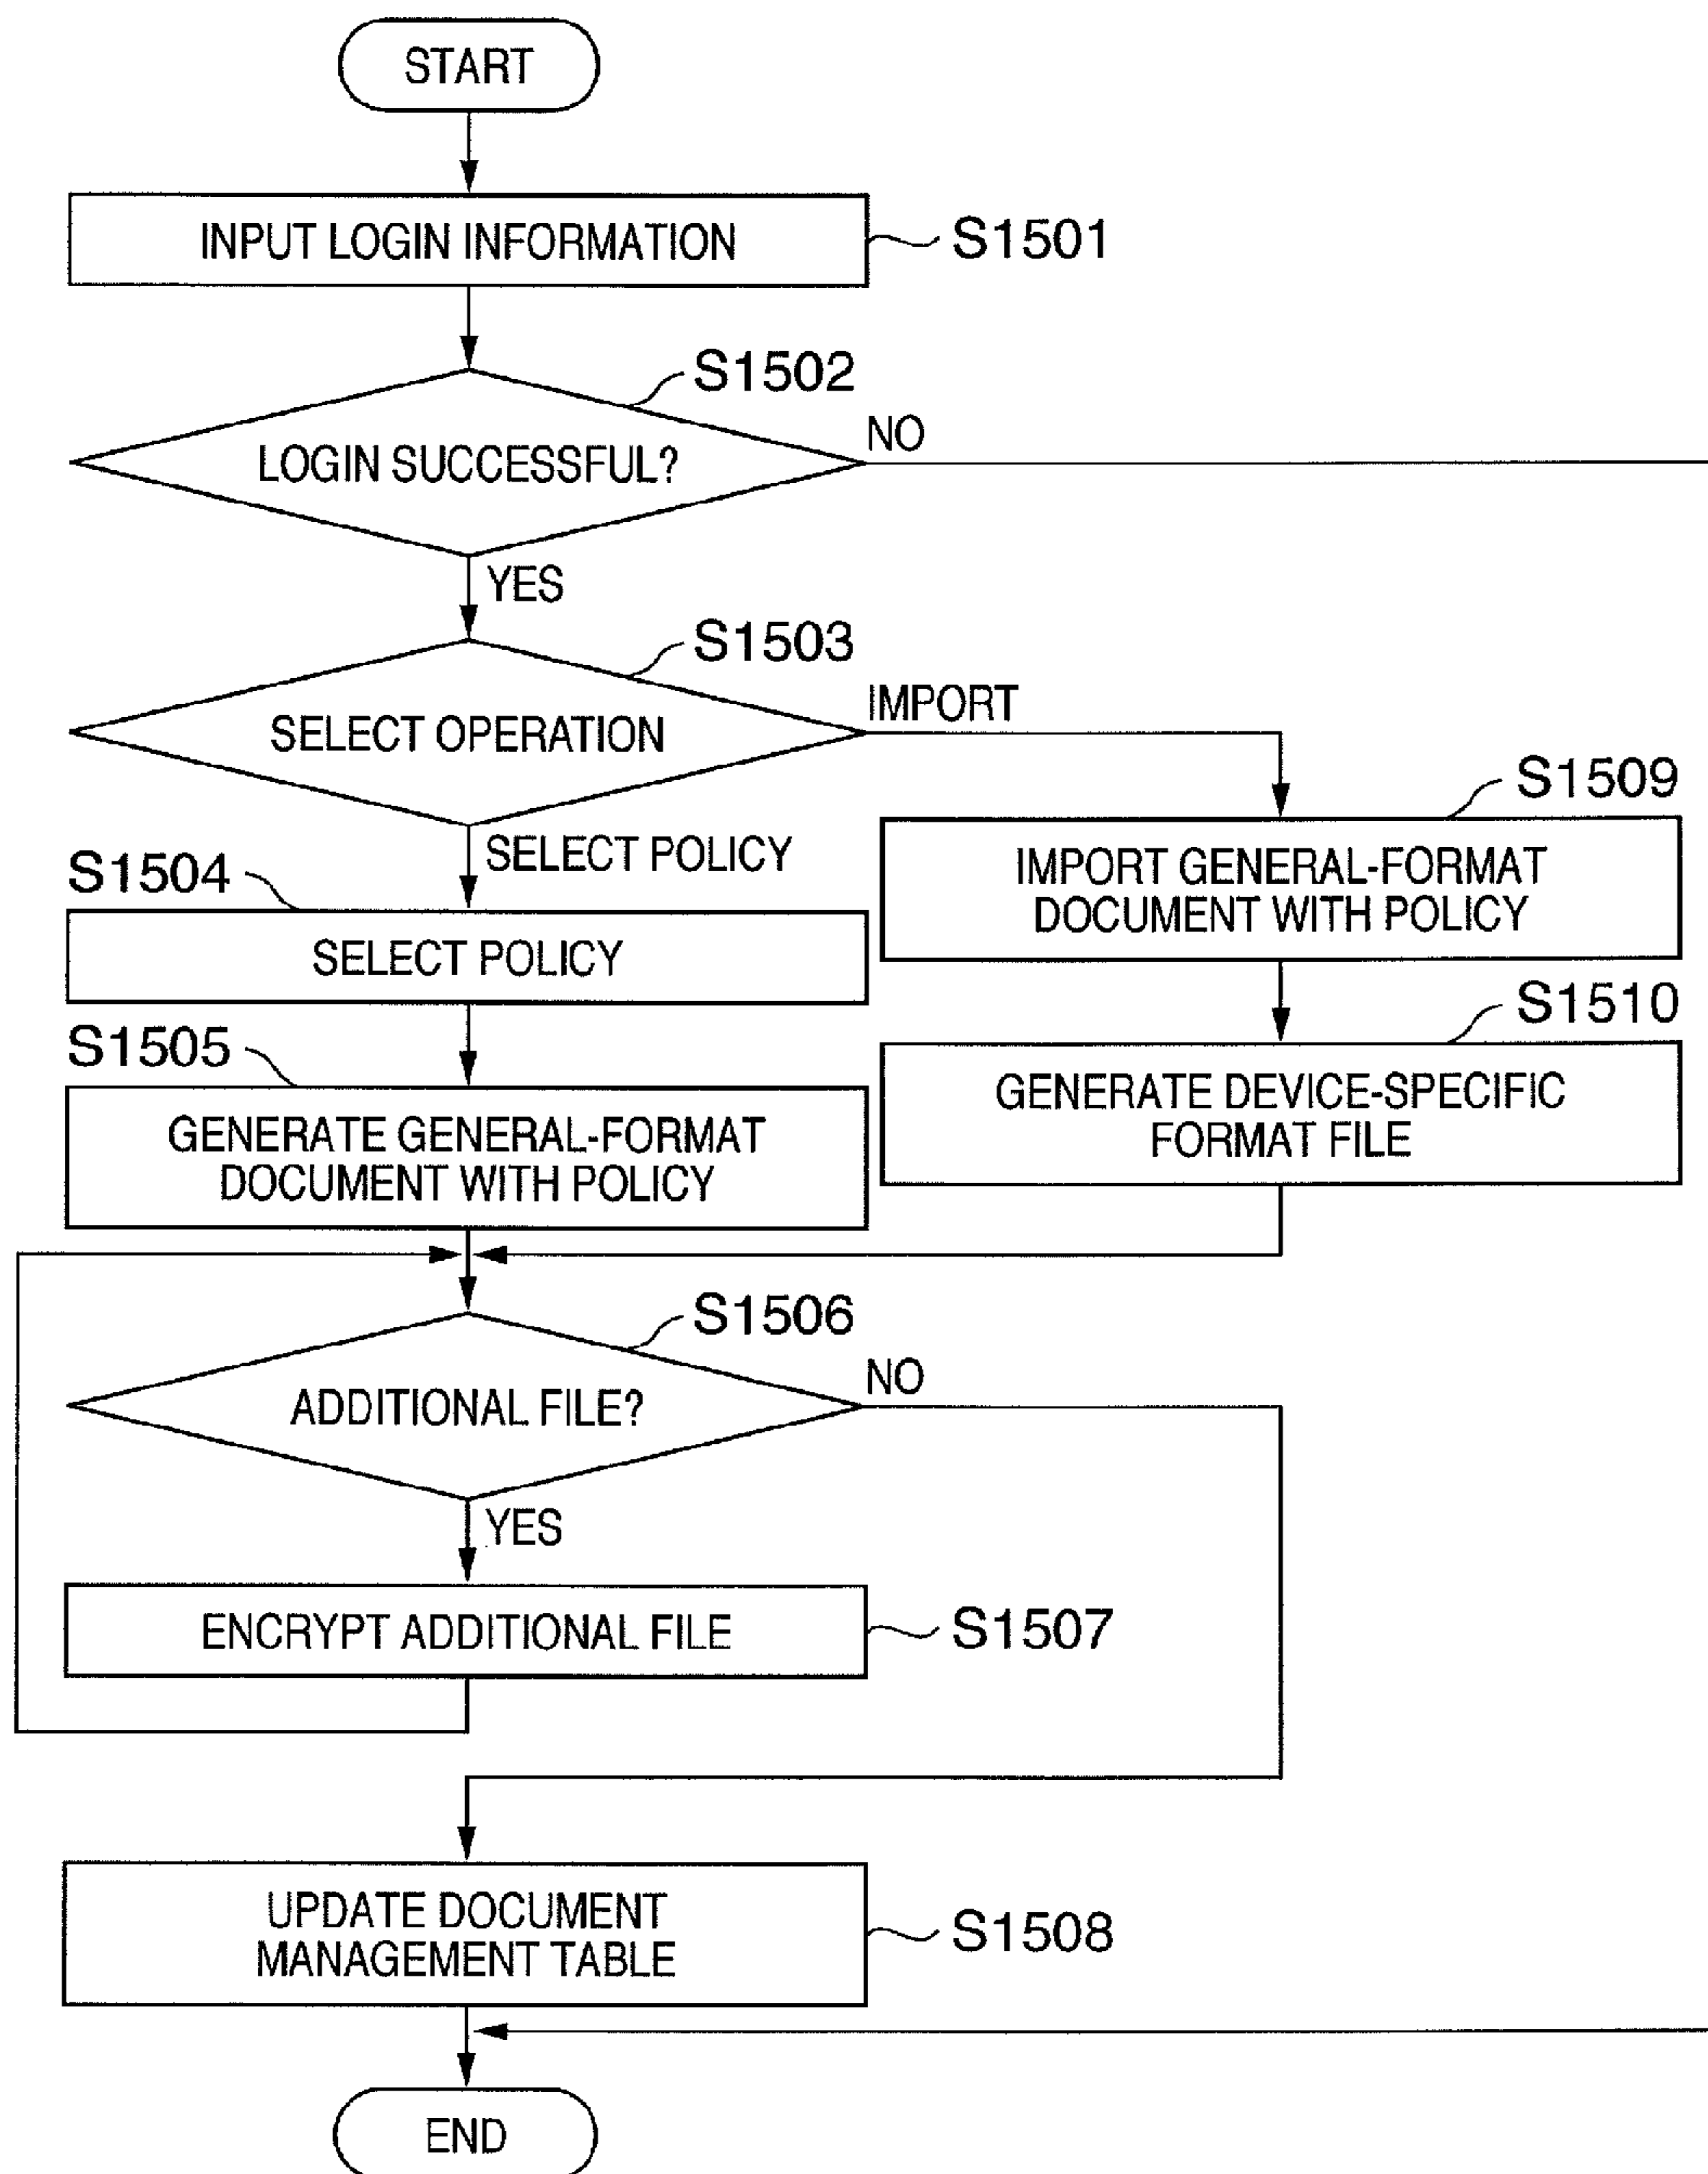 START
INPUT LOGIN INFORMATION
S1501
S1502
LOGIN SUCCESSFUL?
NO
YES
S1503
SELECT OPERATION
IMPORT
SELECT POLICY
S1504
SELECT POLICY
S1505
GENERATE GENERAL-FORMAT
DOCUMENT WITH POLICY
S1509
IMPORT GENERAL-FORMAT
DOCUMENT WITH POLICY
S1510
GENERATE DEVICE-SPECIFIC
FORMAT FILE
S1506
ADDITIONAL FILE?
NO
YES
ENCRYPT ADDITIONAL FILE
S1507
UPDATE DOCUMENT
MANAGEMENT TABLE
S1508
END